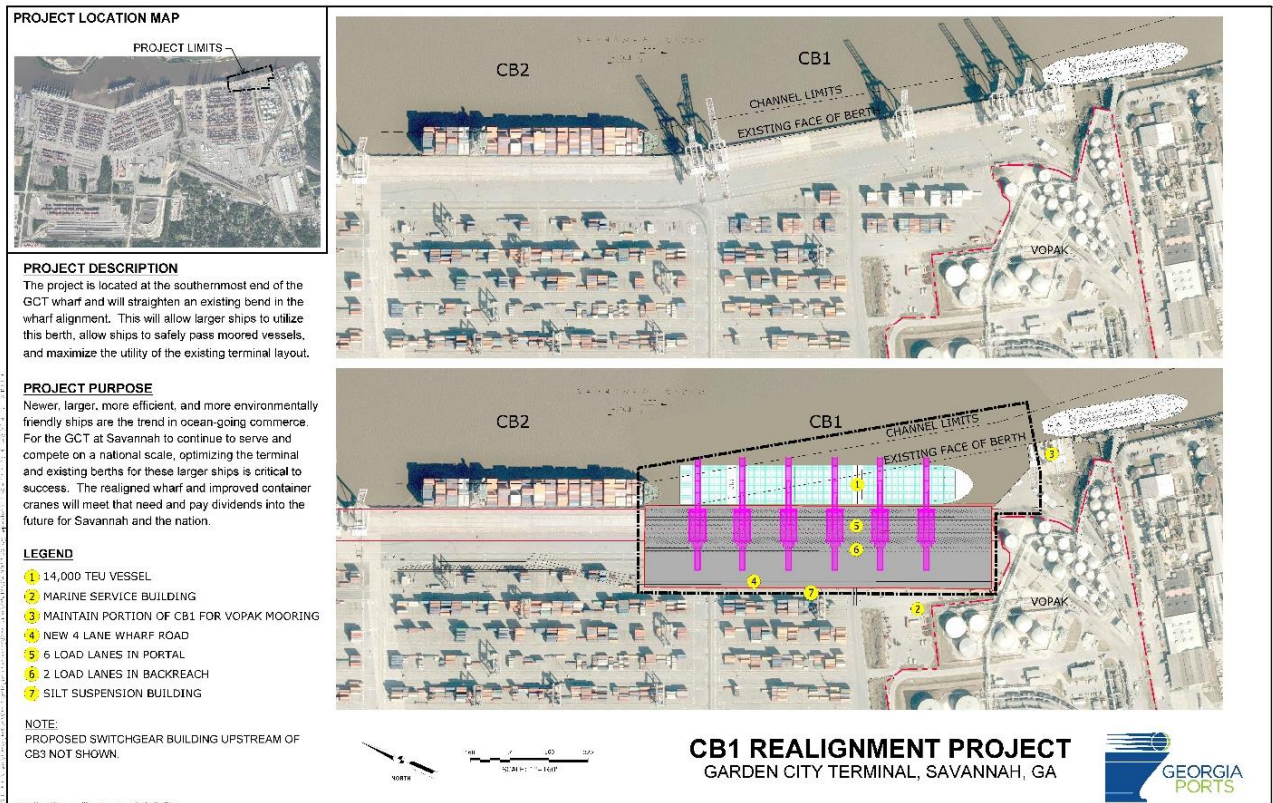 PROJECT LOCATION MAP
PROJECT LIMITS
PROJECT DESCRIPTION
The project is located at the southernmost end of the
GCT wharf and will straighten an existing bend in the
wharf alignment. This will allow larger ships to utilize
this berth, allow ships to safely pass moored vessels,
and maximize the utility of the existing terminal layout.
PROJECT PURPOSE
Newer, larger, more efficient, and more environmentally
friendly ships are the trend in ocean-going commerce.
For the GCT at Savannah to continue to serve and
compete on a national scale, optimizing the terminal
and existing berths for these larger ships is critical to
success. The realigned wharf and improved container
cranes will meet that need and pay dividends into the
future for Savannah and the nation.
LEGEND
1 14,000 TEU VESSEL
2 MARINE SERVICE BUILDING
3 MAINTAIN PORTION OF CB1 FOR VOPAK MOORING
4 NEW 4 LANE WHARF ROAD
5 6 LOAD LANES IN PORTAL
6 2 LOAD LANES IN BACKREACH
7 SILT SUSPENSION BUILDING
NOTE:
PROPOSED SWITCHGEAR BUILDING UPSTREAM OF
CB3 NOT SHOWN.
CB2
CB1
CHANNEL LIMITS
EXISTING FACE OF BERTH
VOPAK
CB2
CB1
CHANNEL LIMITS
EXISTING FACE OF BERTH
3
1
5
6
4
7
2
VOPAK
NORTH
SCALE: 1"=160'
CB1 REALIGNMENT PROJECT
GARDEN CITY TERMINAL, SAVANNAH, GA
GEORGIA
PORTS